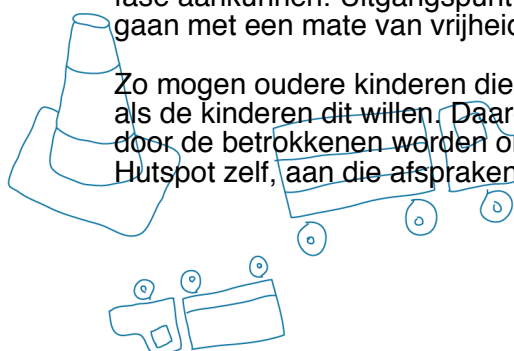 fase aankunnen. Uitgangspunt
gaan met een mate van vrijheid
Zo mogen oudere kinderen die
als de kinderen dit willen. Daar
door de betrokkenen worden o
Hutspot zelf, aan die afspraken